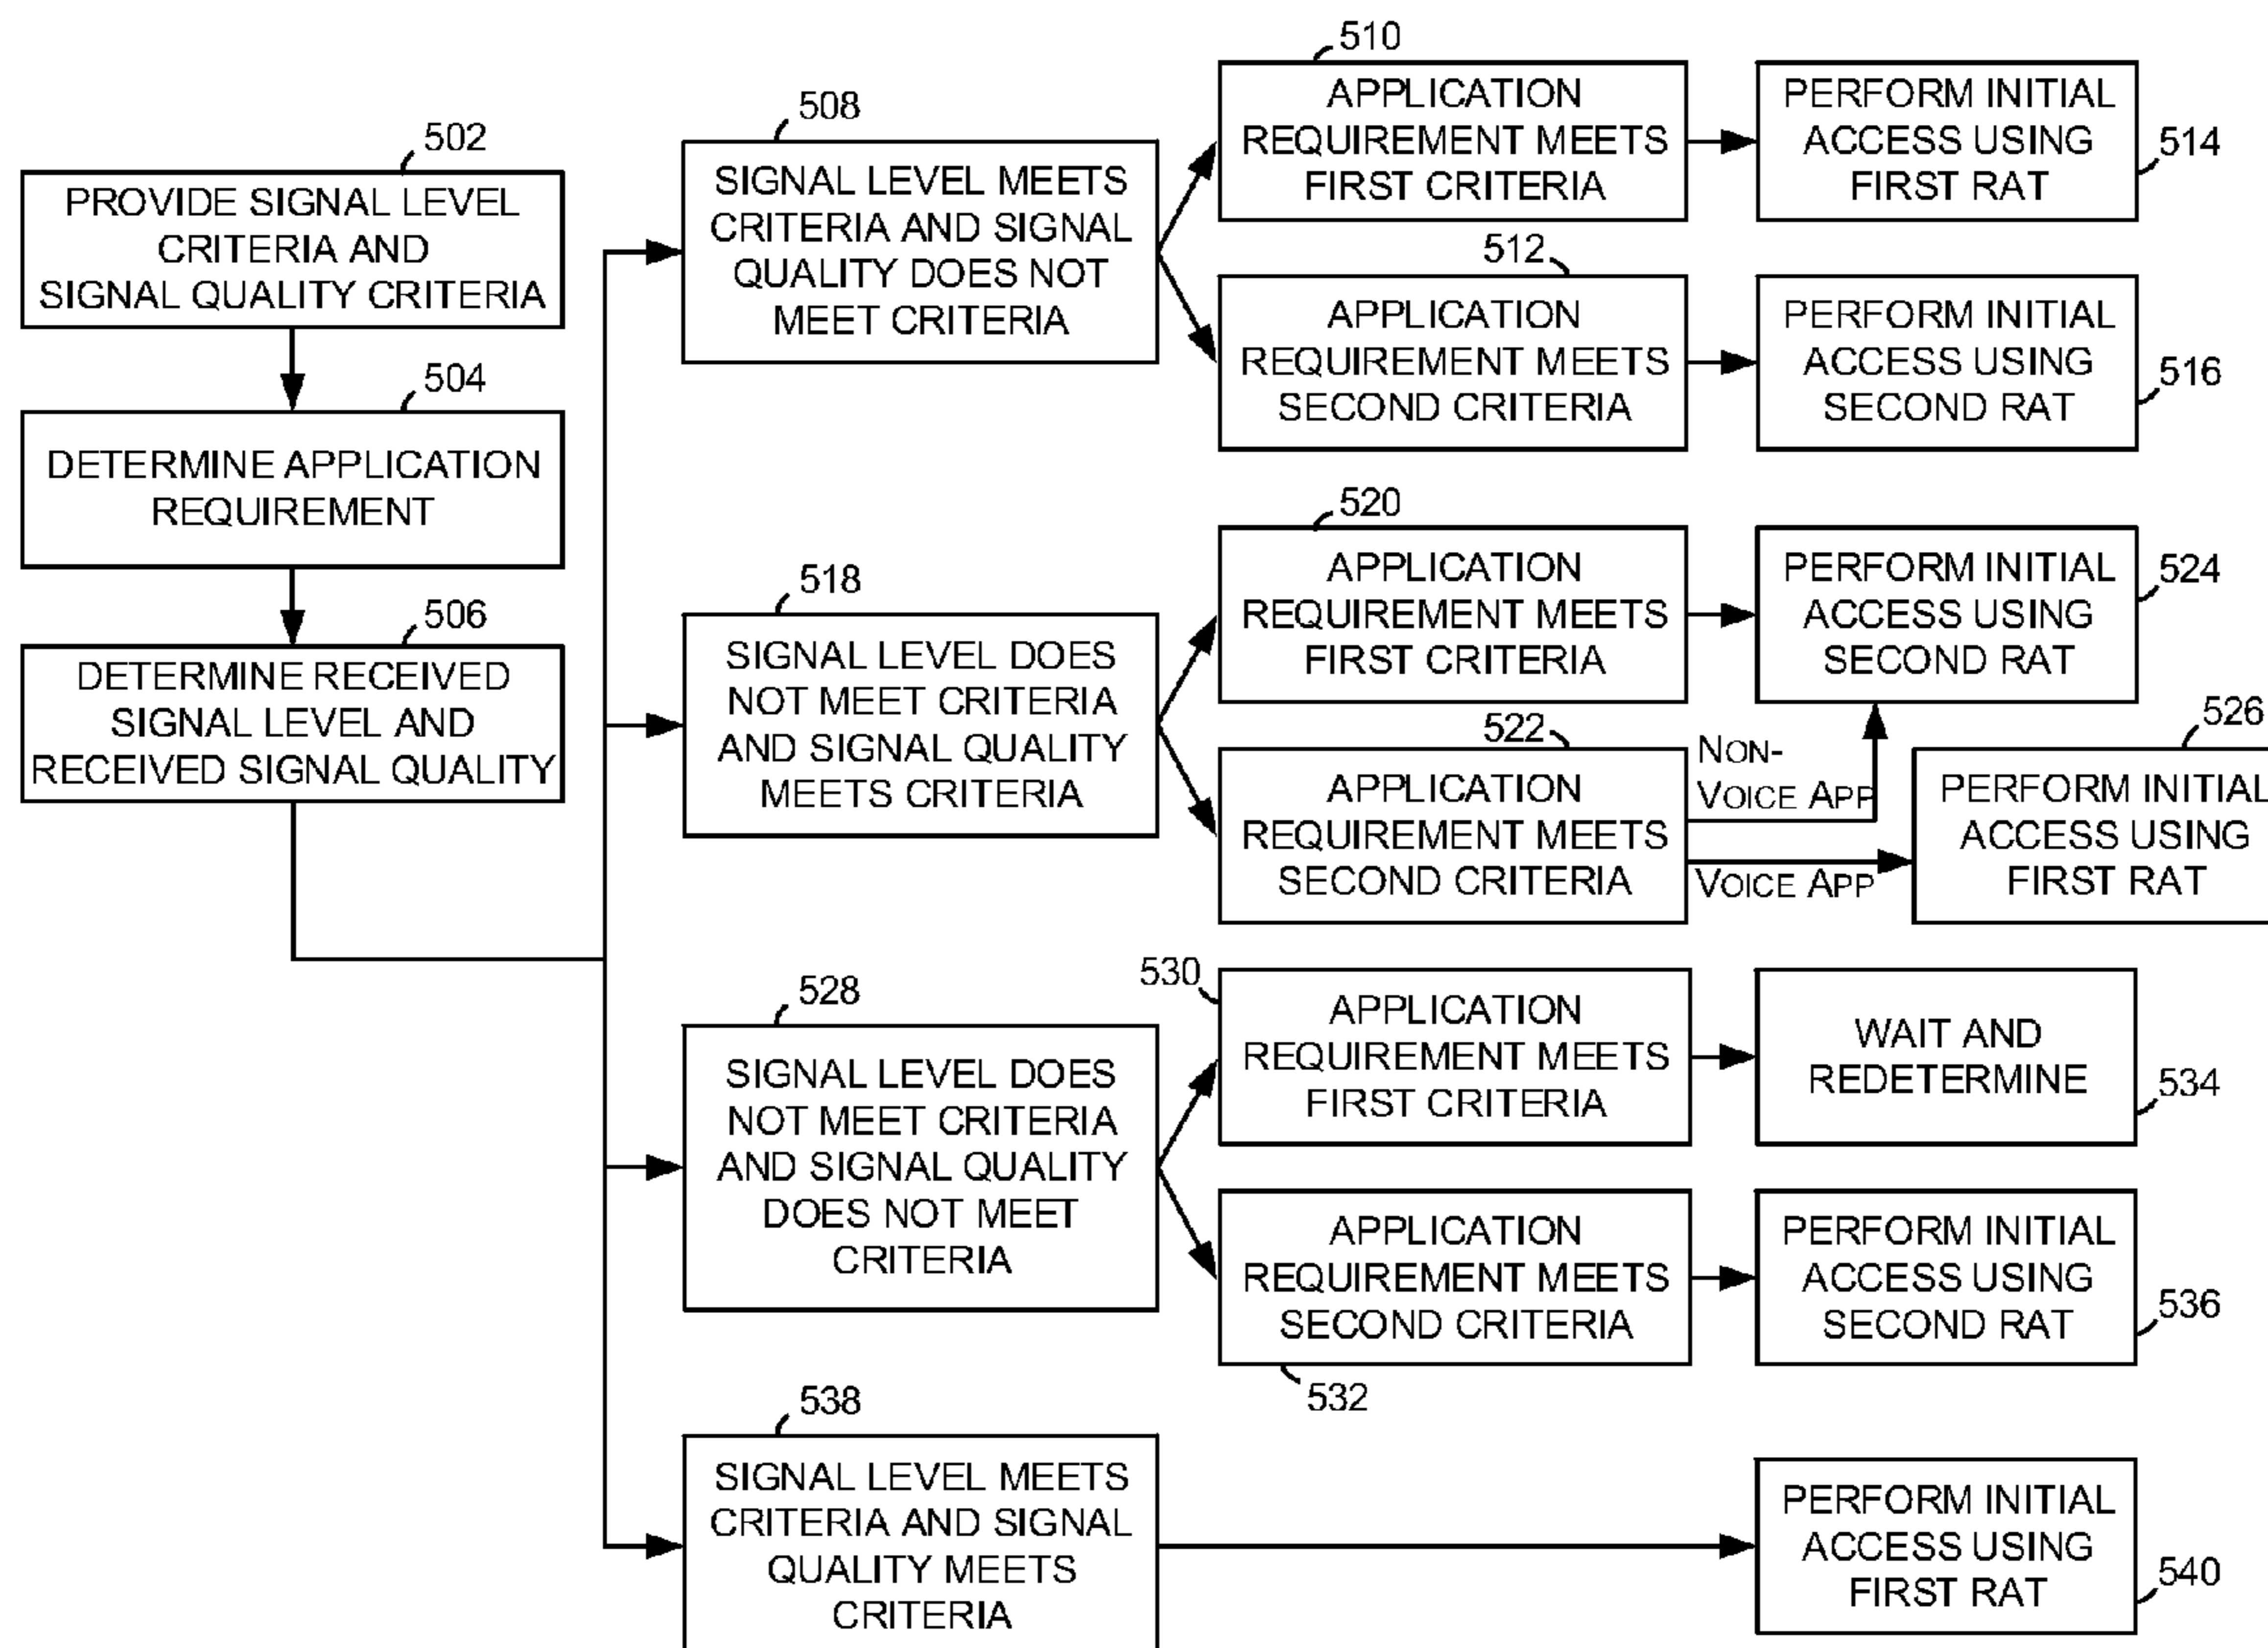 502
PROVIDE SIGNAL LEVEL
CRITERIA AND
SIGNAL QUALITY CRITERIA
504
DETERMINE APPLICATION
REQUIREMENT
506
DETERMINE RECEIVED
SIGNAL LEVEL AND
RECEIVED SIGNAL QUALITY
508
SIGNAL LEVEL MEETS
CRITERIA AND SIGNAL
QUALITY DOES NOT
MEET CRITERIA
510
APPLICATION
REQUIREMENT MEETS
FIRST CRITERIA
PERFORM INITIAL
ACCESS USING
FIRST RAT
514
512
APPLICATION
REQUIREMENT MEETS
SECOND CRITERIA
PERFORM INITIAL
ACCESS USING
SECOND RAT
516
518
SIGNAL LEVEL DOES
NOT MEET CRITERIA
AND SIGNAL QUALITY
MEETS CRITERIA
520
APPLICATION
REQUIREMENT MEETS
FIRST CRITERIA
PERFORM INITIAL
ACCESS USING
SECOND RAT
524
522
APPLICATION
REQUIREMENT MEETS
SECOND CRITERIA
NON-
VOICE APP
VOICE APP
526
PERFORM INITIAL
ACCESS USING
FIRST RAT
528
SIGNAL LEVEL DOES
NOT MEET CRITERIA
AND SIGNAL QUALITY
DOES NOT MEET
CRITERIA
530
APPLICATION
REQUIREMENT MEETS
FIRST CRITERIA
WAIT AND
REDETERMINE
534
APPLICATION
REQUIREMENT MEETS
SECOND CRITERIA
532
PERFORM INITIAL
ACCESS USING
SECOND RAT
536
538
SIGNAL LEVEL MEETS
CRITERIA AND SIGNAL
QUALITY MEETS
CRITERIA
PERFORM INITIAL
ACCESS USING
FIRST RAT
540